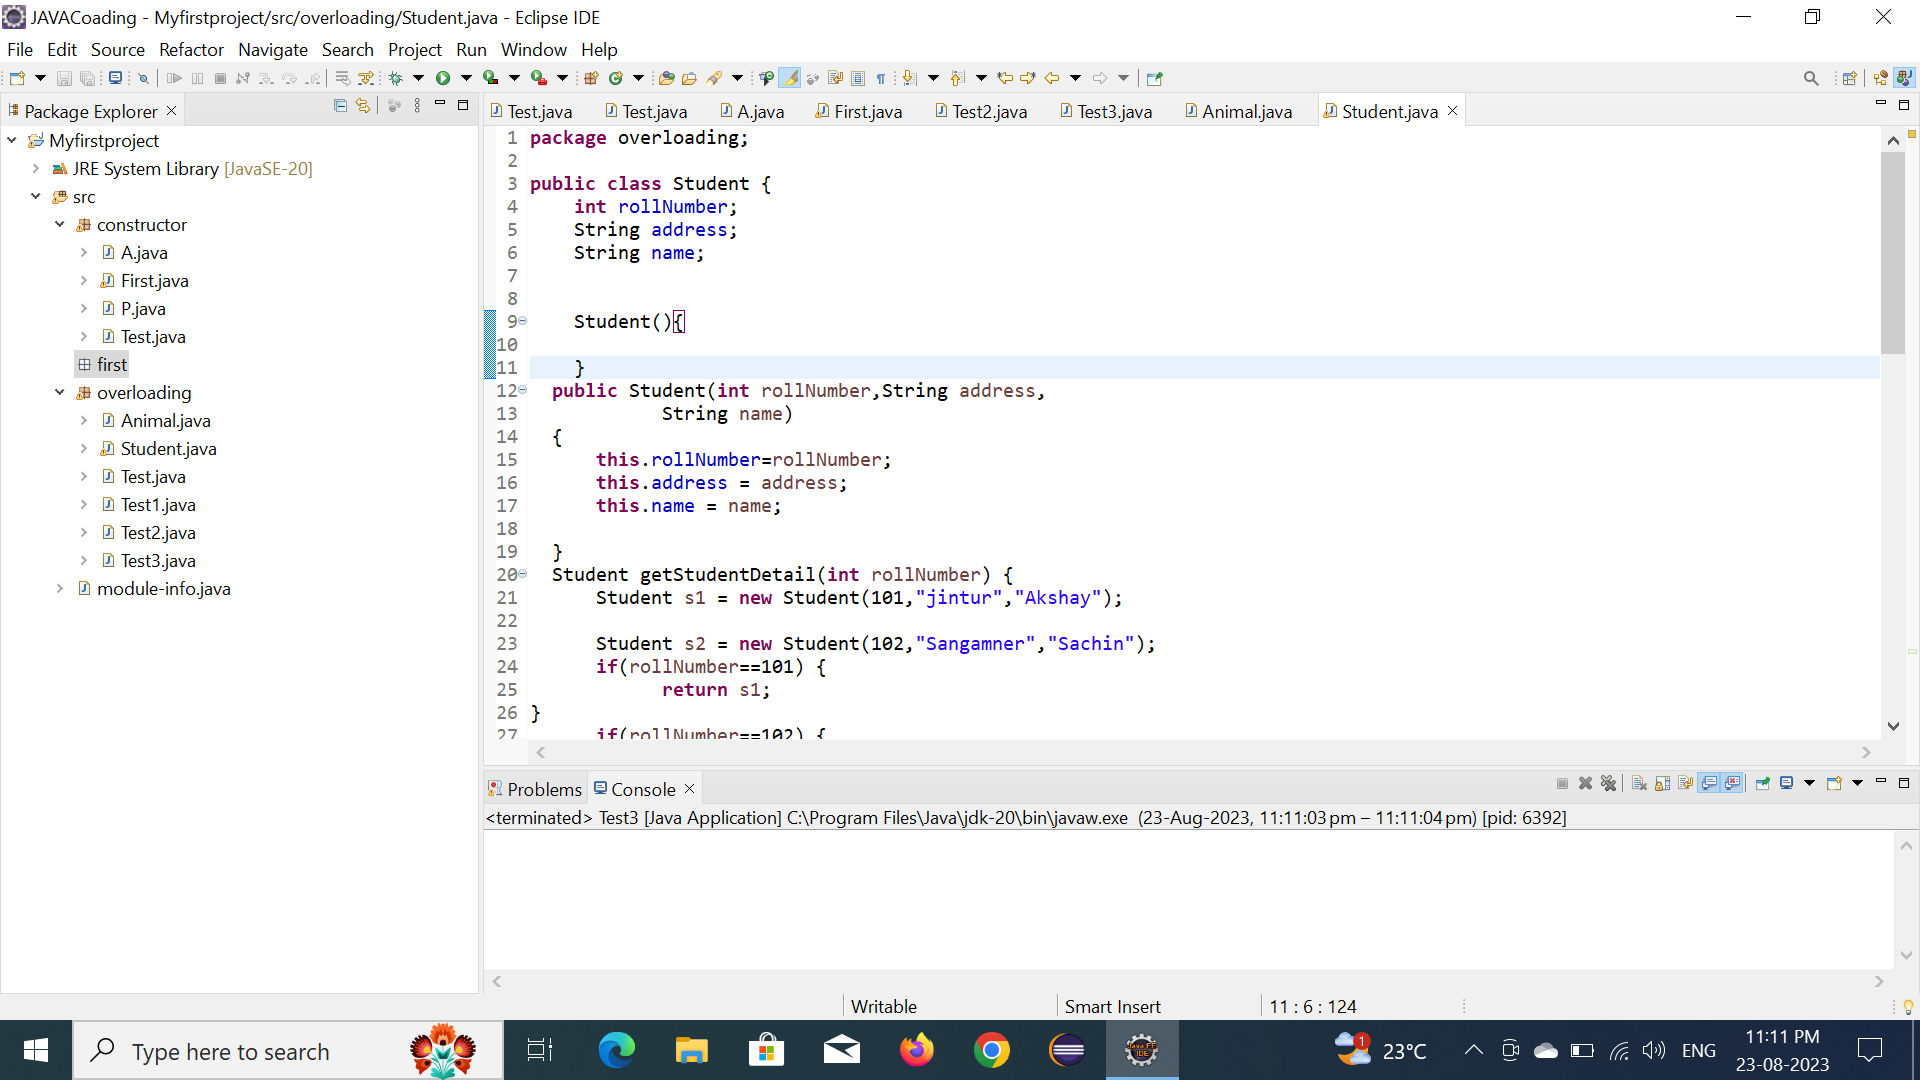 JAVACoading - Myfirstproject/src/overloading/Student.java - Eclipse IDE
File Edit Source Refactor Navigate Search Project Run Window Help
Package Explorer
Myfirstproject
JRE System Library [JavaSE-20]
src
constructor
A.java
First.java
P.java
Test.java
first
overloading
Animal.java
Student.java
Test.java
Test1.java
Test2.java
Test3.java
module-info.java
Test.java Test.java A.java First.java Test2.java Test3.java Animal.java Student.java
1 package overloading;
2
3 public class Student {
4 int rollNumber;
5 String address;
6 String name;
7
8
9 Student(){
10
11 }
12 public Student(int rollNumber,String address,
13 String name)
14 {
15 this.rollNumber=rollNumber;
16 this.address = address;
17 this.name = name;
18
19 }
20 Student getStudentDetail(int rollNumber) {
21 Student s1 = new Student(101,"jintur","Akshay");
22
23 Student s2 = new Student(102,"Sangamner","Sachin");
24 if(rollNumber==101) {
25 return s1;
26 }
27 if(rollNumber==102) {
Problems Console
<terminated> Test3 [Java Application] C:\Program Files\Java\jdk-20\bin\javaw.exe (23-Aug-2023, 11:11:03 pm – 11:11:04 pm) [pid: 6392]
Writable Smart Insert 11 : 6 : 124
Type here to search
1 23°C ENG
11:11 PM
23-08-2023